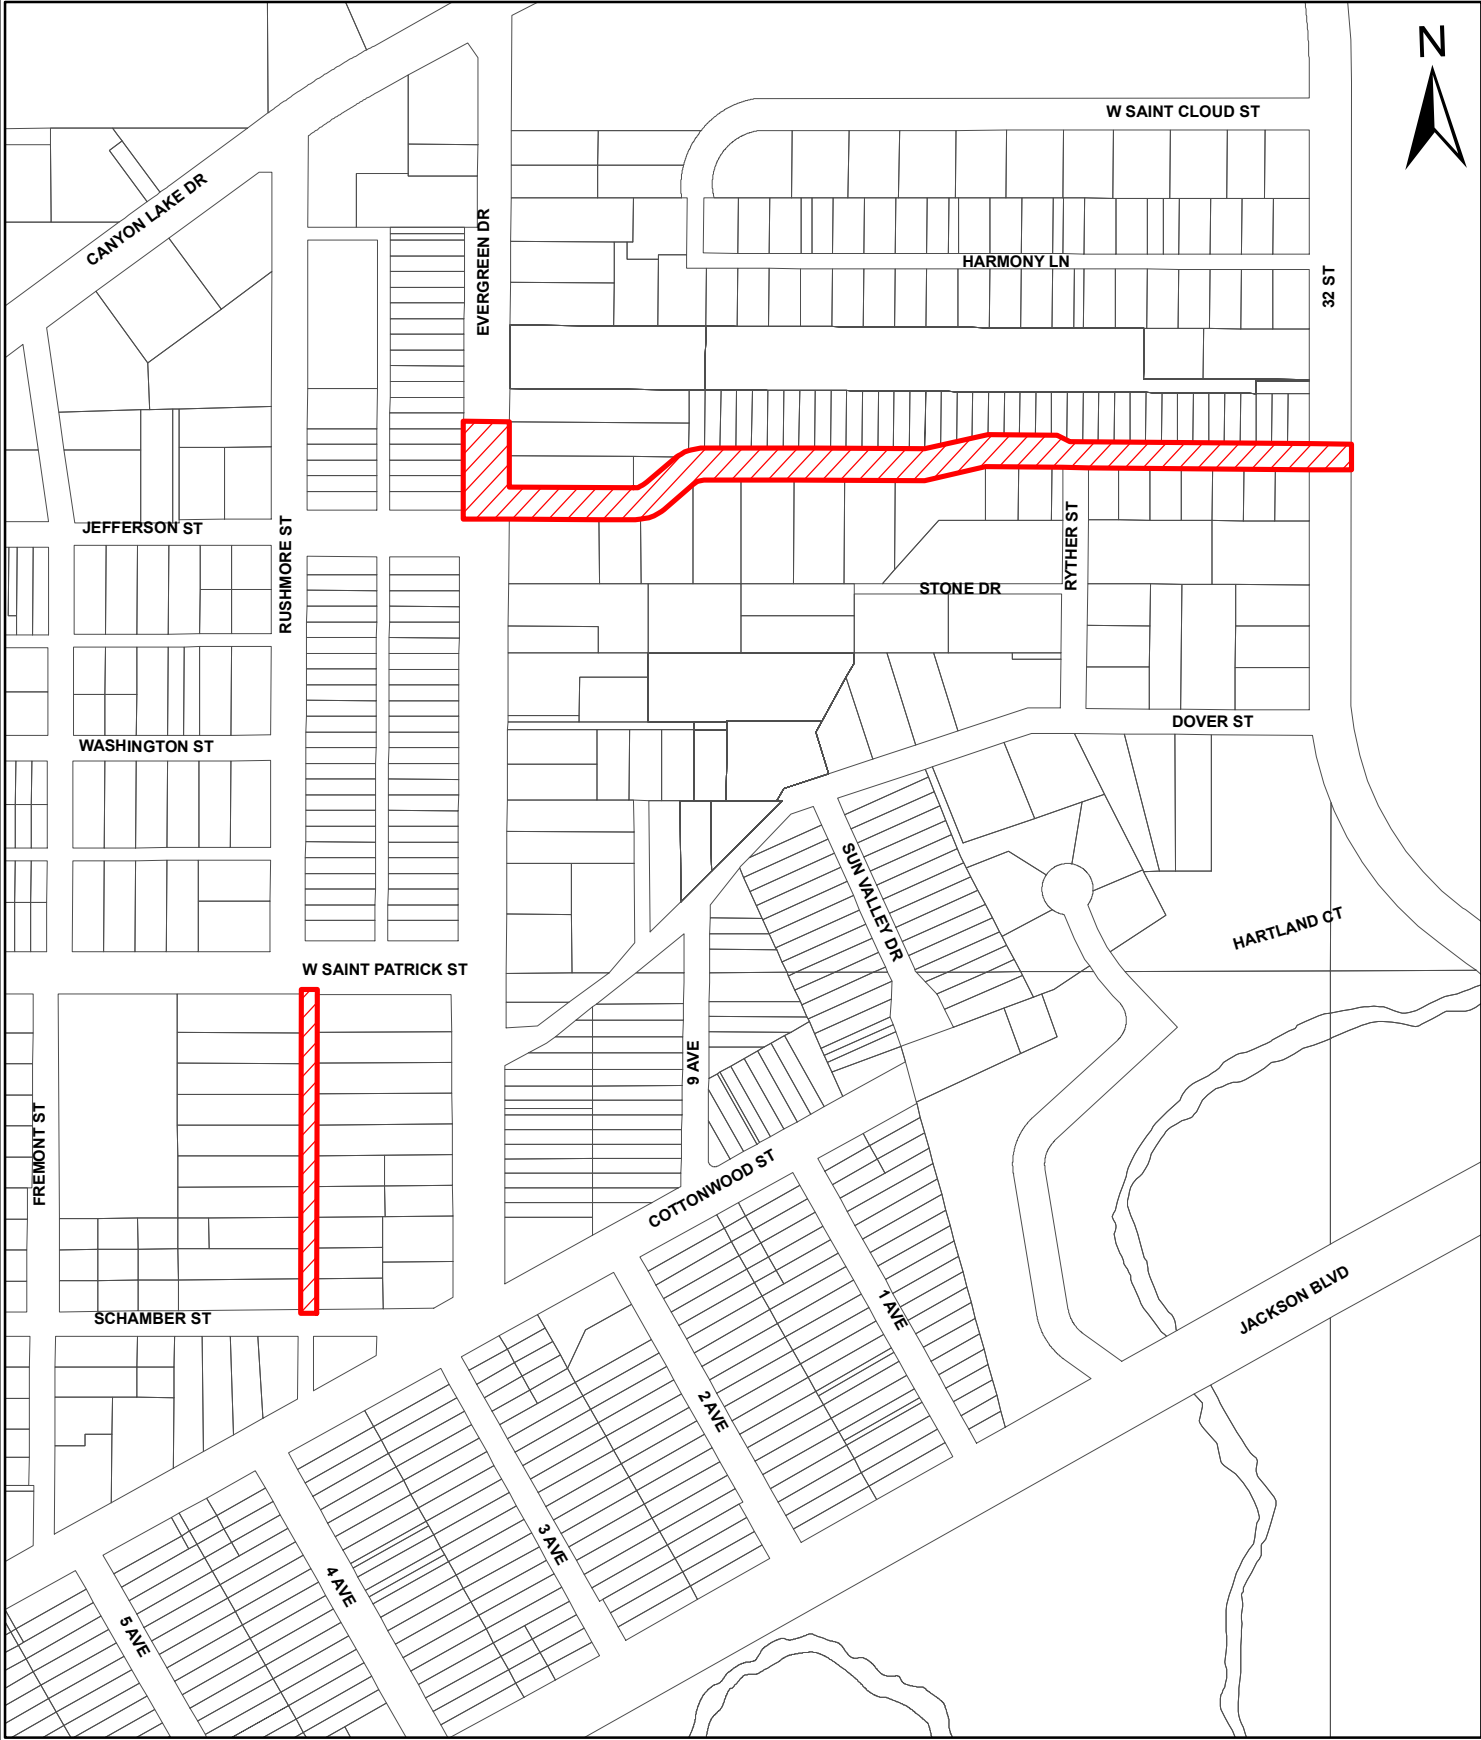 N
W SAINT CLOUD ST
CANYON LAKE DR
EVERGREEN DR
HARMONY LN
32 ST
JEFFERSON ST
RUSHMORE ST
RYTHER ST
STONE DR
WASHINGTON ST
DOVER ST
SUN VALLEY DR
HARTLAND CT
W SAINT PATRICK ST
9 AVE
FREMONT ST
COTTONWOOD ST
SCHAMBER ST
1 AVE
JACKSON BLVD
2 AVE
3 AVE
4 AVE
5 AVE